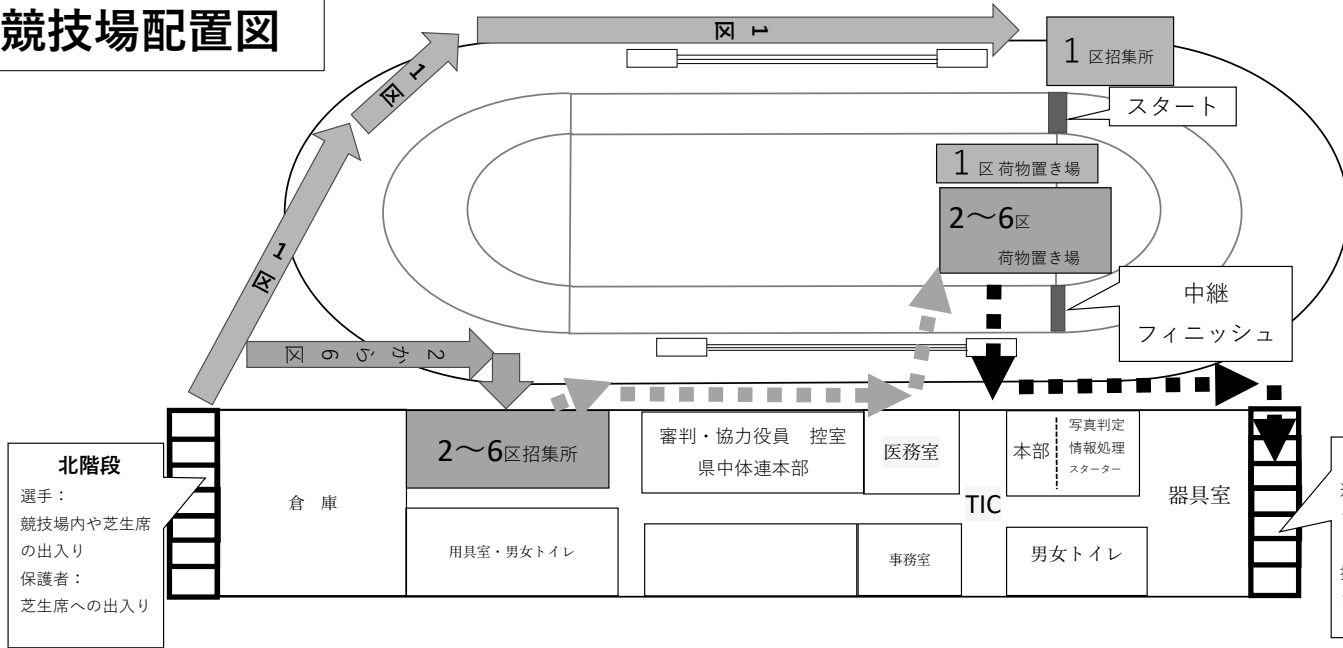 競技場配置図
1区
1区
1区
1区招集所
スタート
1区 荷物置き場
2～6区
荷物置き場
中継
フィニッシュ
2から6区
2～6区招集所
審判・協力役員 控室
県中体連本部
医務室
本部
写真判定
情報処理
スターター
北階段
選手：
競技場内や芝生席
の出入り
保護者：
芝生席への出入り
倉 庫
TIC
器具室
用具室・男女トイレ
事務室
男女トイレ